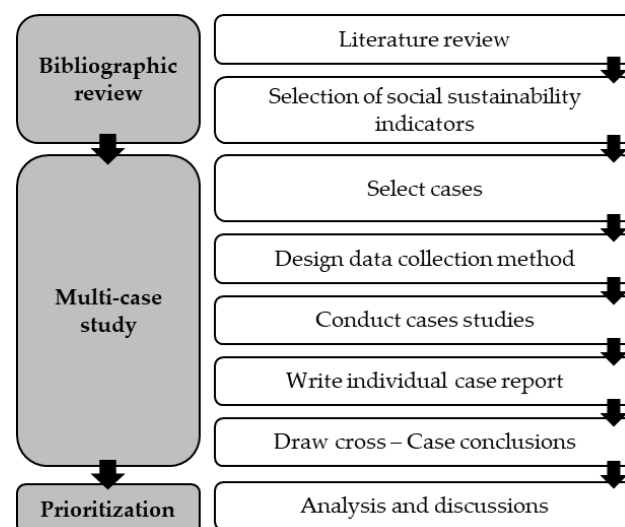 Bibliographic
review
Literature review
Selection of social sustainability
indicators
Multi-case
study
Select cases
Design data collection method
Conduct cases studies
Write individual case report
Draw cross – Case conclusions
Prioritization
Analysis and discussions